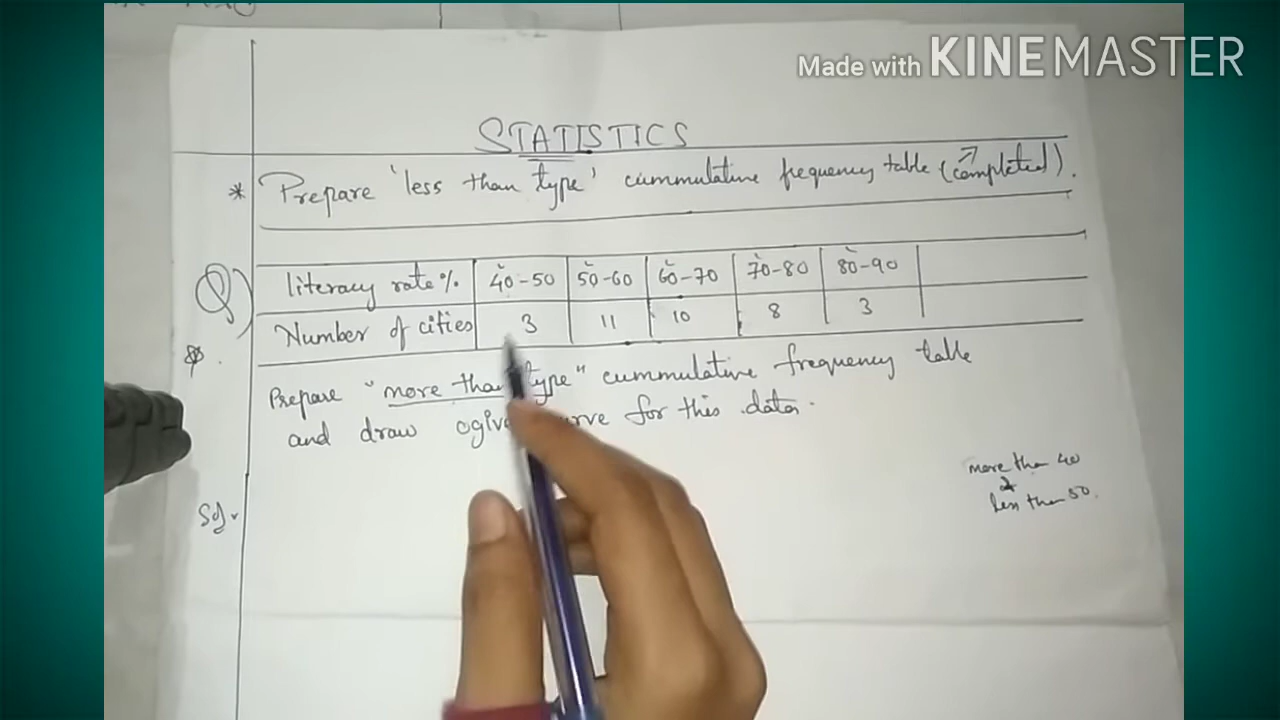 Made with KINEMASTER
STATISTICS
* Prepare 'less than type' cummulative frequency table (completed).
Q) literacy rate % 40-50 50-60 60-70 70-80 80-90
Number of cities 3 11 10 8 3
Prepare "more than type" cummulative frequency table
and draw ogive curve for this data.
more than 40
&
less than 50.
Sol.